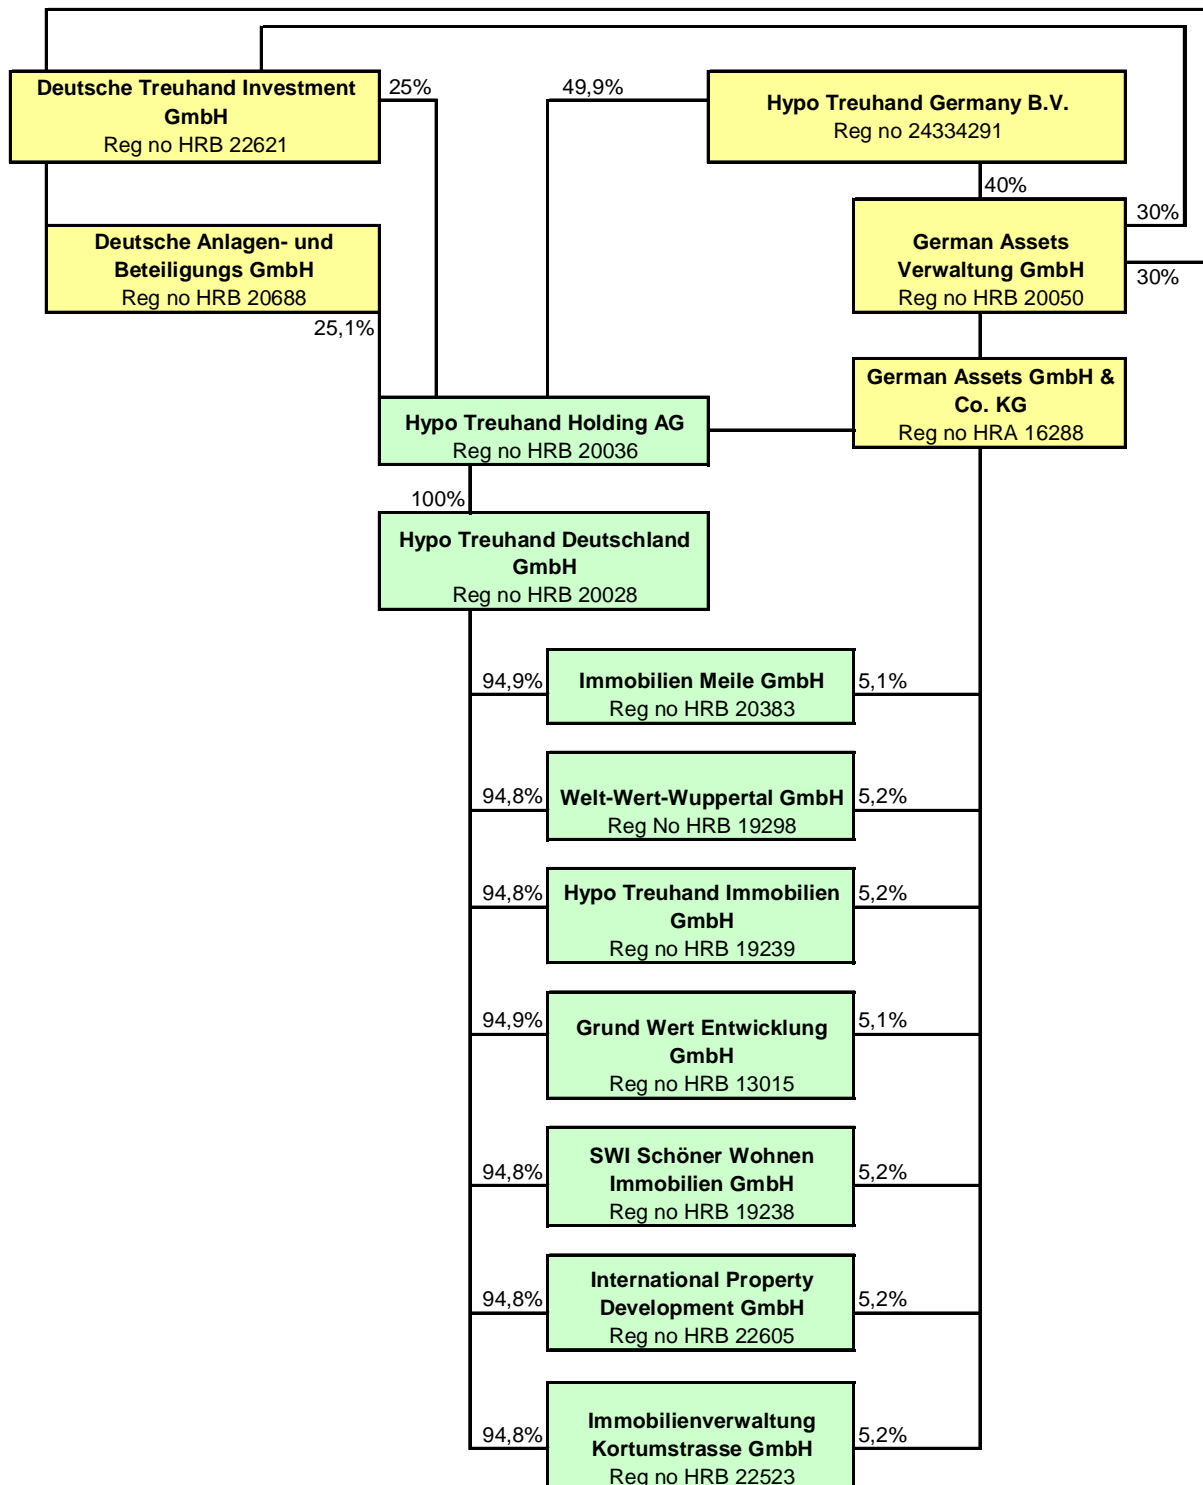 Deutsche Treuhand Investment
GmbH
Reg no HRB 22621
25%
49,9%
Hypo Treuhand Germany B.V.
Reg no 24334291
40%
30%
Deutsche Anlagen- und
Beteiligungs GmbH
Reg no HRB 20688
German Assets
Verwaltung GmbH
Reg no HRB 20050
30%
25,1%
German Assets GmbH &
Co. KG
Reg no HRA 16288
Hypo Treuhand Holding AG
Reg no HRB 20036
100%
Hypo Treuhand Deutschland
GmbH
Reg no HRB 20028
94,9%
Immobilien Meile GmbH
Reg no HRB 20383
5,1%
94,8%
Welt-Wert-Wuppertal GmbH
Reg No HRB 19298
5,2%
94,8%
Hypo Treuhand Immobilien
GmbH
Reg no HRB 19239
5,2%
94,9%
Grund Wert Entwicklung
GmbH
Reg no HRB 13015
5,1%
94,8%
SWI Schöner Wohnen
Immobilien GmbH
Reg no HRB 19238
5,2%
94,8%
International Property
Development GmbH
Reg no HRB 22605
5,2%
94,8%
Immobilienverwaltung
Kortumstrasse GmbH
Reg no HRB 22523
5,2%